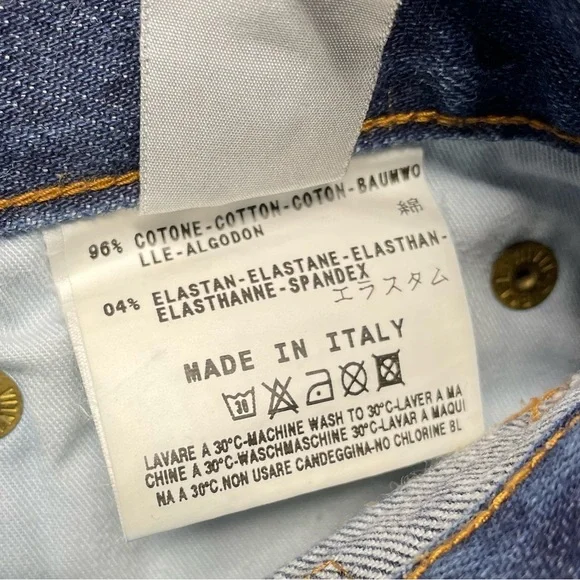 96% COTONE-COTTON-COTON-BAUMWO
LLE-ALGODON 綿
04% ELASTAN-ELASTANE-ELASTHAN-
ELASTHANNE-SPANDEX
エラスタム
MADE IN ITALY
30
LAVARE A 30°C-MACHINE WASH TO 30°C-LAVER A MA
CHINE A 30°C-WASCHMASCHINE 30°C-LAVAR A MAQUI
NA A 30°C.NON USARE CANDEGGINA-NO CHLORINE BL